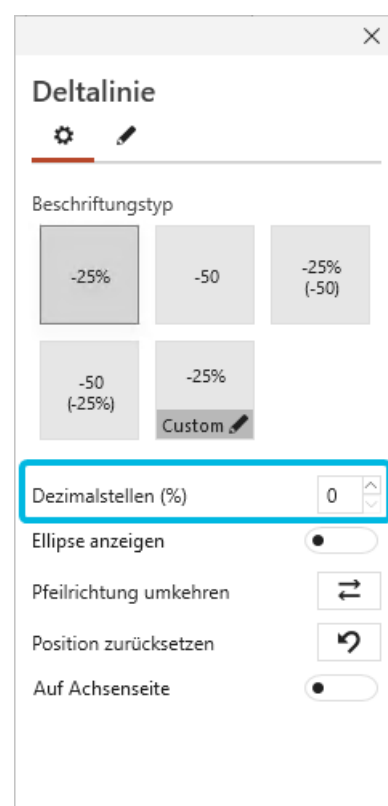 Deltalinie
Beschriftungstyp
-25%
-50
-25%
(-50)
-50
(-25%)
-25%
Custom
Dezimalstellen (%)
0
Ellipse anzeigen
Pfeilrichtung umkehren
Position zurücksetzen
Auf Achsenseite